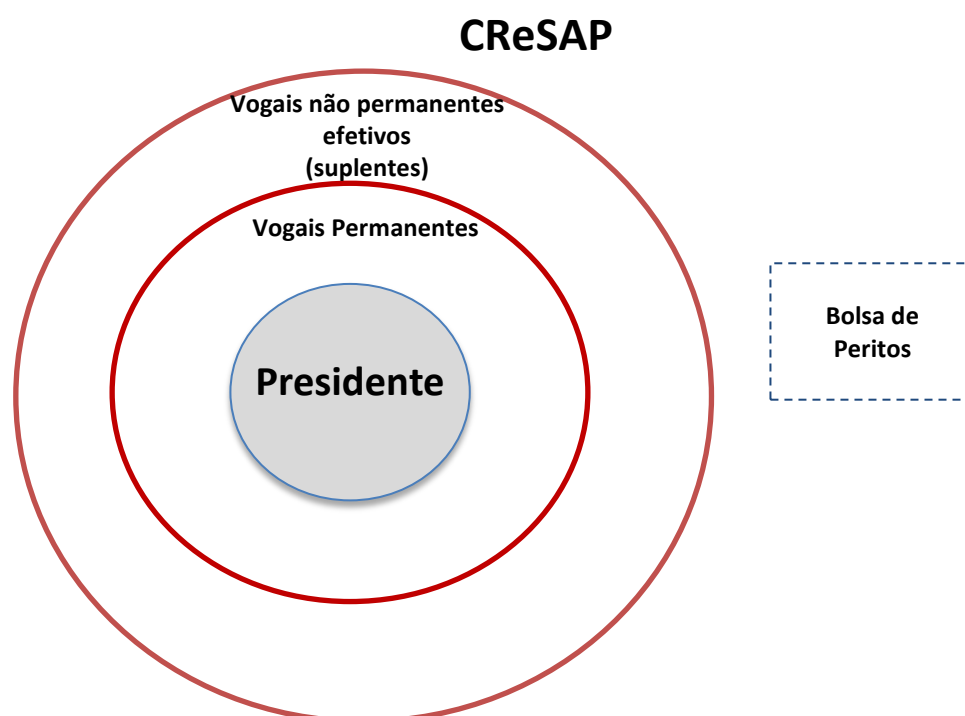 CReSAP
Vogais não permanentes
efetivos
(suplentes)
Vogais Permanentes
Presidente
Bolsa de
Peritos